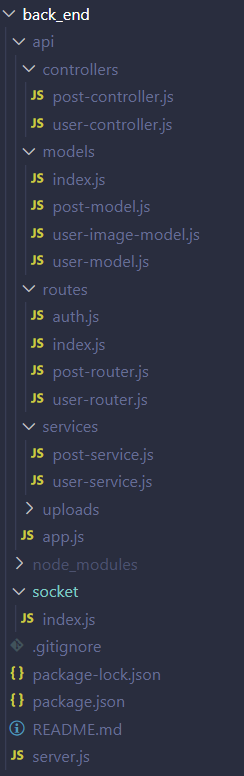 back_end
api
controllers
JS post-controller.js
JS user-controller.js
models
JS index.js
JS post-model.js
JS user-image-model.js
JS user-model.js
routes
JS auth.js
JS index.js
JS post-router.js
JS user-router.js
services
JS post-service.js
JS user-service.js
uploads
JS app.js
node_modules
socket
JS index.js
.gitignore
{ } package-lock.json
{ } package.json
README.md
JS server.js